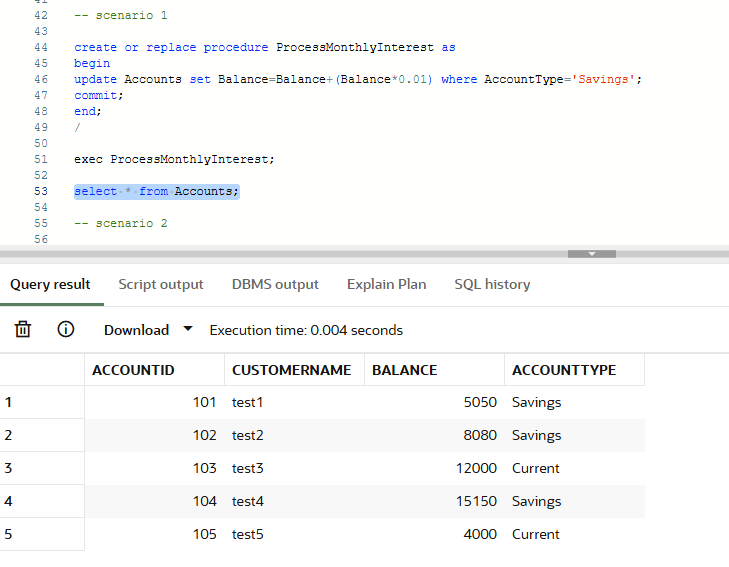 41
42 -- scenario 1
43
44 create or replace procedure ProcessMonthlyInterest as
45 begin
46 update Accounts set Balance=Balance+(Balance*0.01) where AccountType='Savings';
47 commit;
48 end;
49 /
50
51 exec ProcessMonthlyInterest;
52
53 select * from Accounts;
54
55 -- scenario 2
56
Query result Script output DBMS output Explain Plan SQL history
Download Execution time: 0.004 seconds
ACCOUNTID CUSTOMERNAME BALANCE ACCOUNTTYPE
1 101 test1 5050 Savings
2 102 test2 8080 Savings
3 103 test3 12000 Current
4 104 test4 15150 Savings
5 105 test5 4000 Current